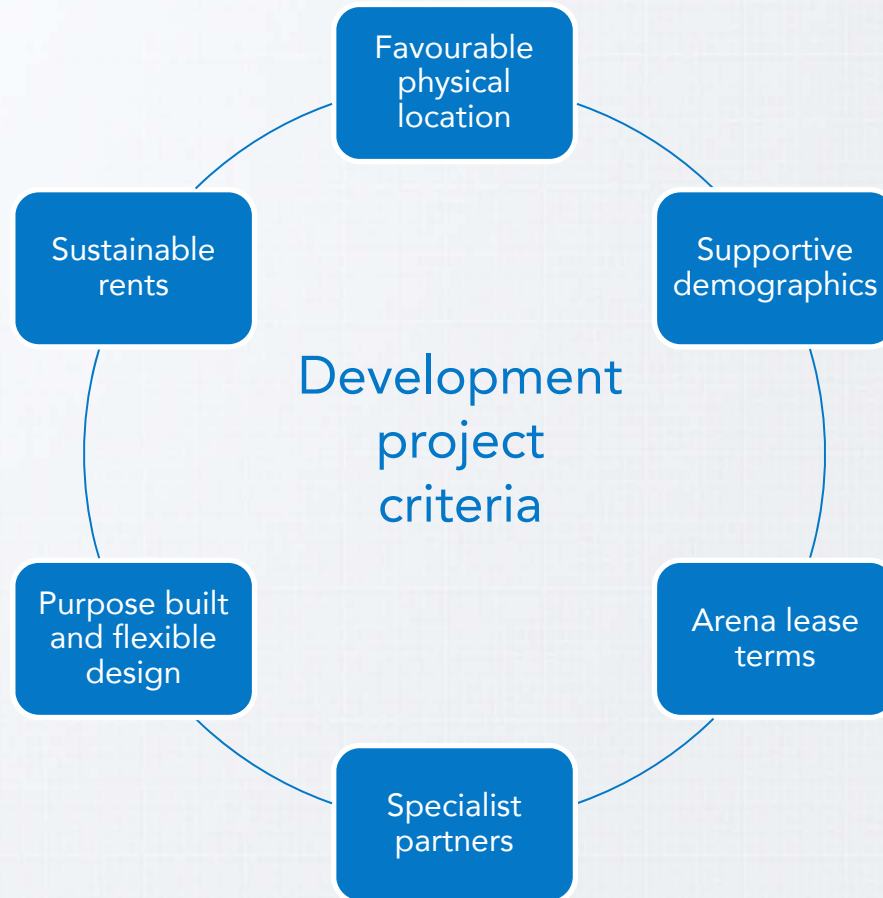 Favourable
physical
location
Sustainable
rents
Supportive
demographics
Development
project
criteria
Purpose built
and flexible
design
Arena lease
terms
Specialist
partners